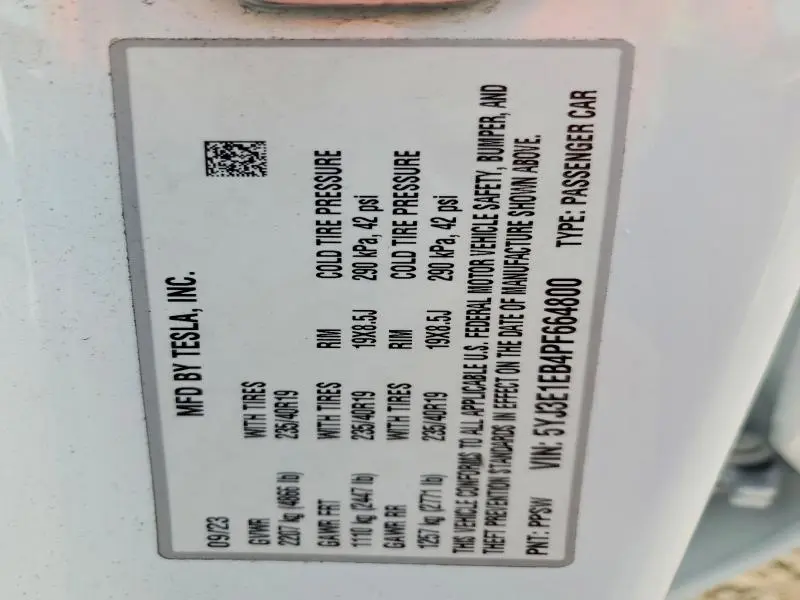 MFD BY TESLA, INC.
09/23
GVWR WITH TIRES
2207 kg (4866 lb) 235/40R19
GAWR FRT WITH TIRES RIM COLD TIRE PRESSURE
1110 kg (2447 lb) 235/40R19 19X8.5J 290 kPa, 42 psi
GAWR RR WITH TIRES RIM COLD TIRE PRESSURE
1257 kg (2771 lb) 235/40R19 19X8.5J 290 kPa, 42 psi
THIS VEHICLE CONFORMS TO ALL APPLICABLE U.S. FEDERAL MOTOR VEHICLE SAFETY, BUMPER, AND
THEFT PREVENTION STANDARDS IN EFFECT ON THE DATE OF MANUFACTURE SHOWN ABOVE.
PNT: PPSW VIN: 5YJ3E1EB4PF664800 TYPE: PASSENGER CAR